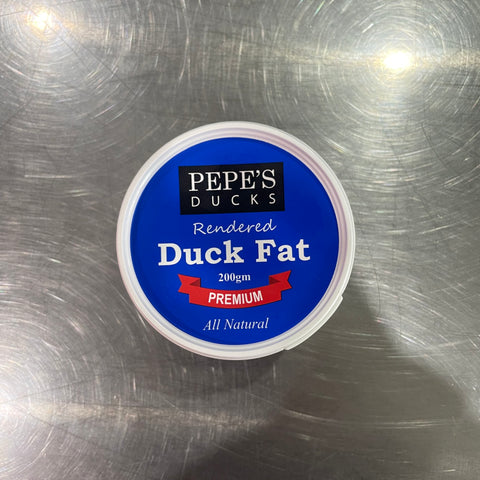 PEPE'S
DUCKS
Rendered
Duck Fat
200gm
PREMIUM
All Natural